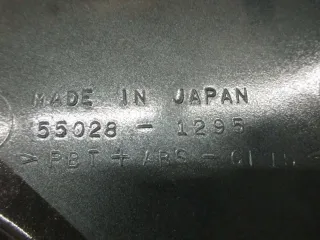 MADE IN JAPAN
55028 - 1295
>PBT+ABS-